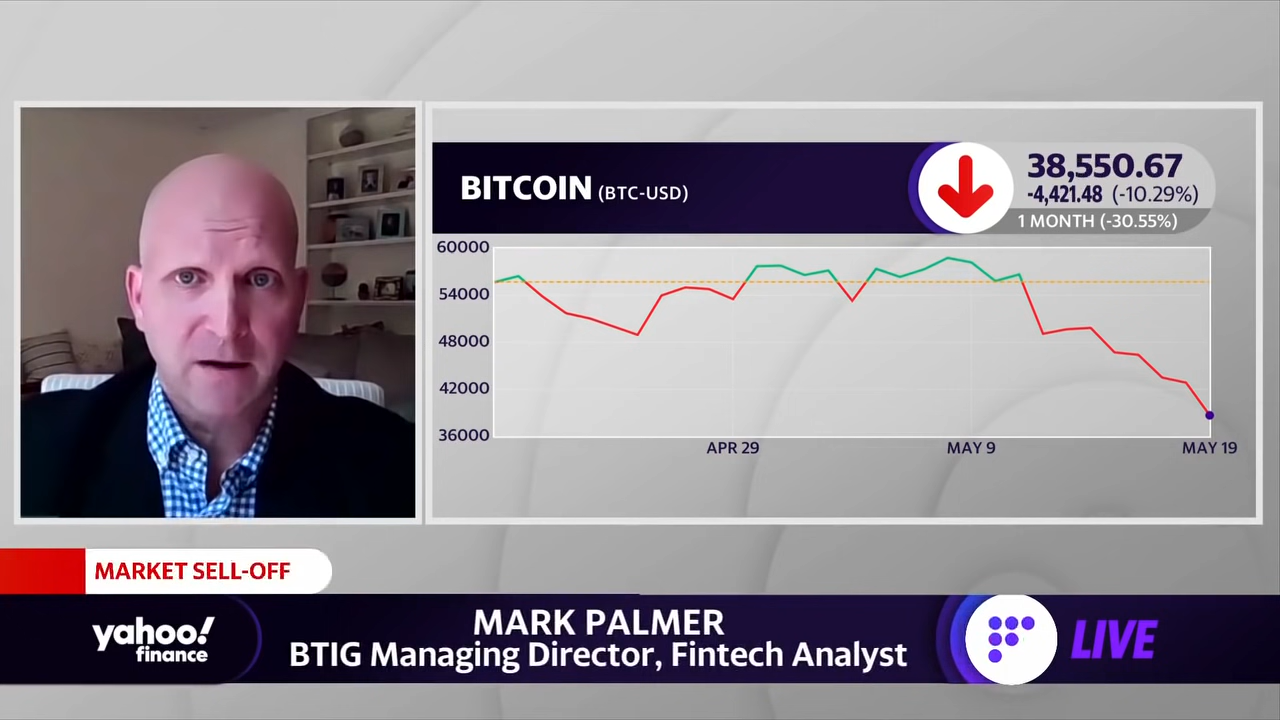 BITCOIN (BTC-USD)
38,550.67
-4,421.48 (-10.29%)
1 MONTH (-30.55%)
60000
54000
48000
42000
36000
APR 29
MAY 9
MAY 19
MARKET SELL-OFF
yahoo!
finance
MARK PALMER
BTIG Managing Director, Fintech Analyst
LIVE